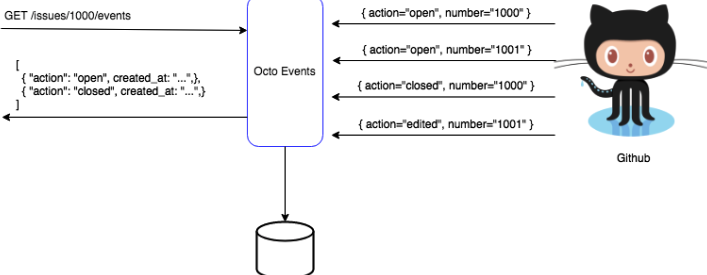 GET /issues/1000/events
[
{ "action": "open", created_at: "...",},
{ "action": "closed", created_at: "...",}
]
Octo Events
{ action="open", number="1000" }
{ action="open", number="1001" }
{ action="closed", number="1000" }
{ action="edited", number="1001" }
Github